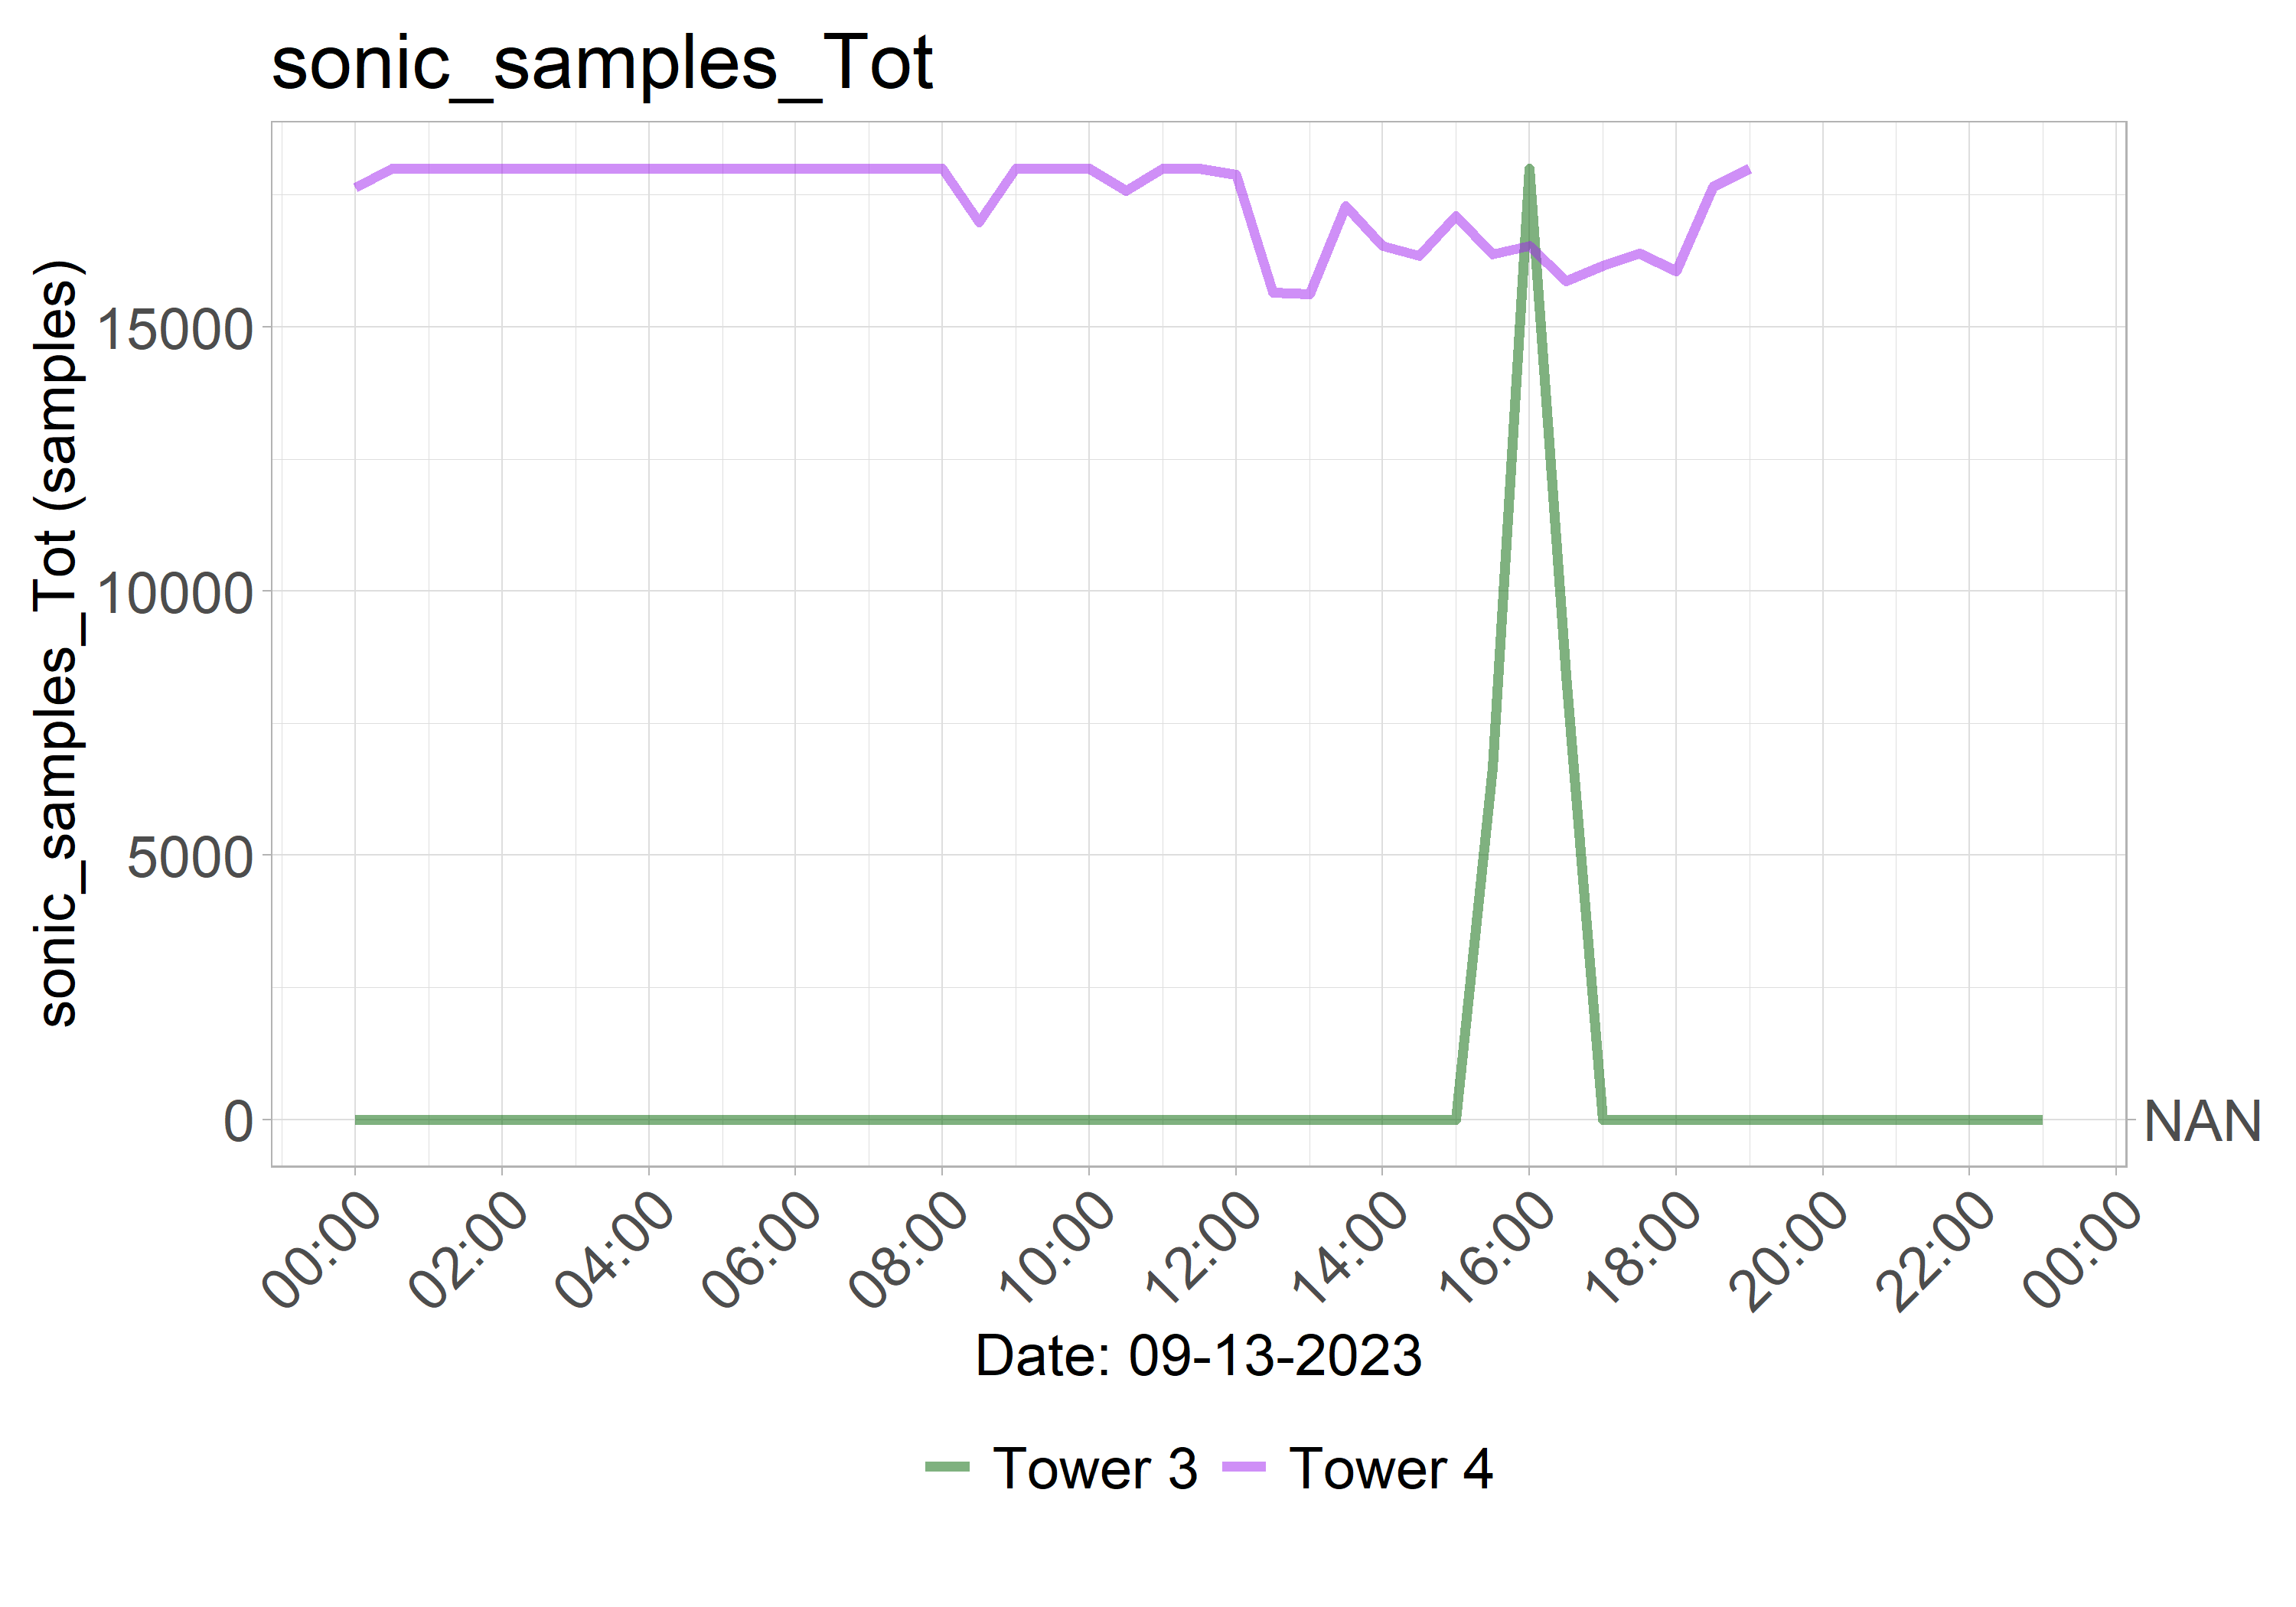 sonic_samples_Tot
sonic_samples_Tot (samples)
15000
10000
5000
0
NAN
00:00
02:00
04:00
06:00
08:00
10:00
12:00
14:00
16:00
18:00
20:00
22:00
00:00
Date: 09-13-2023
Tower 3
Tower 4